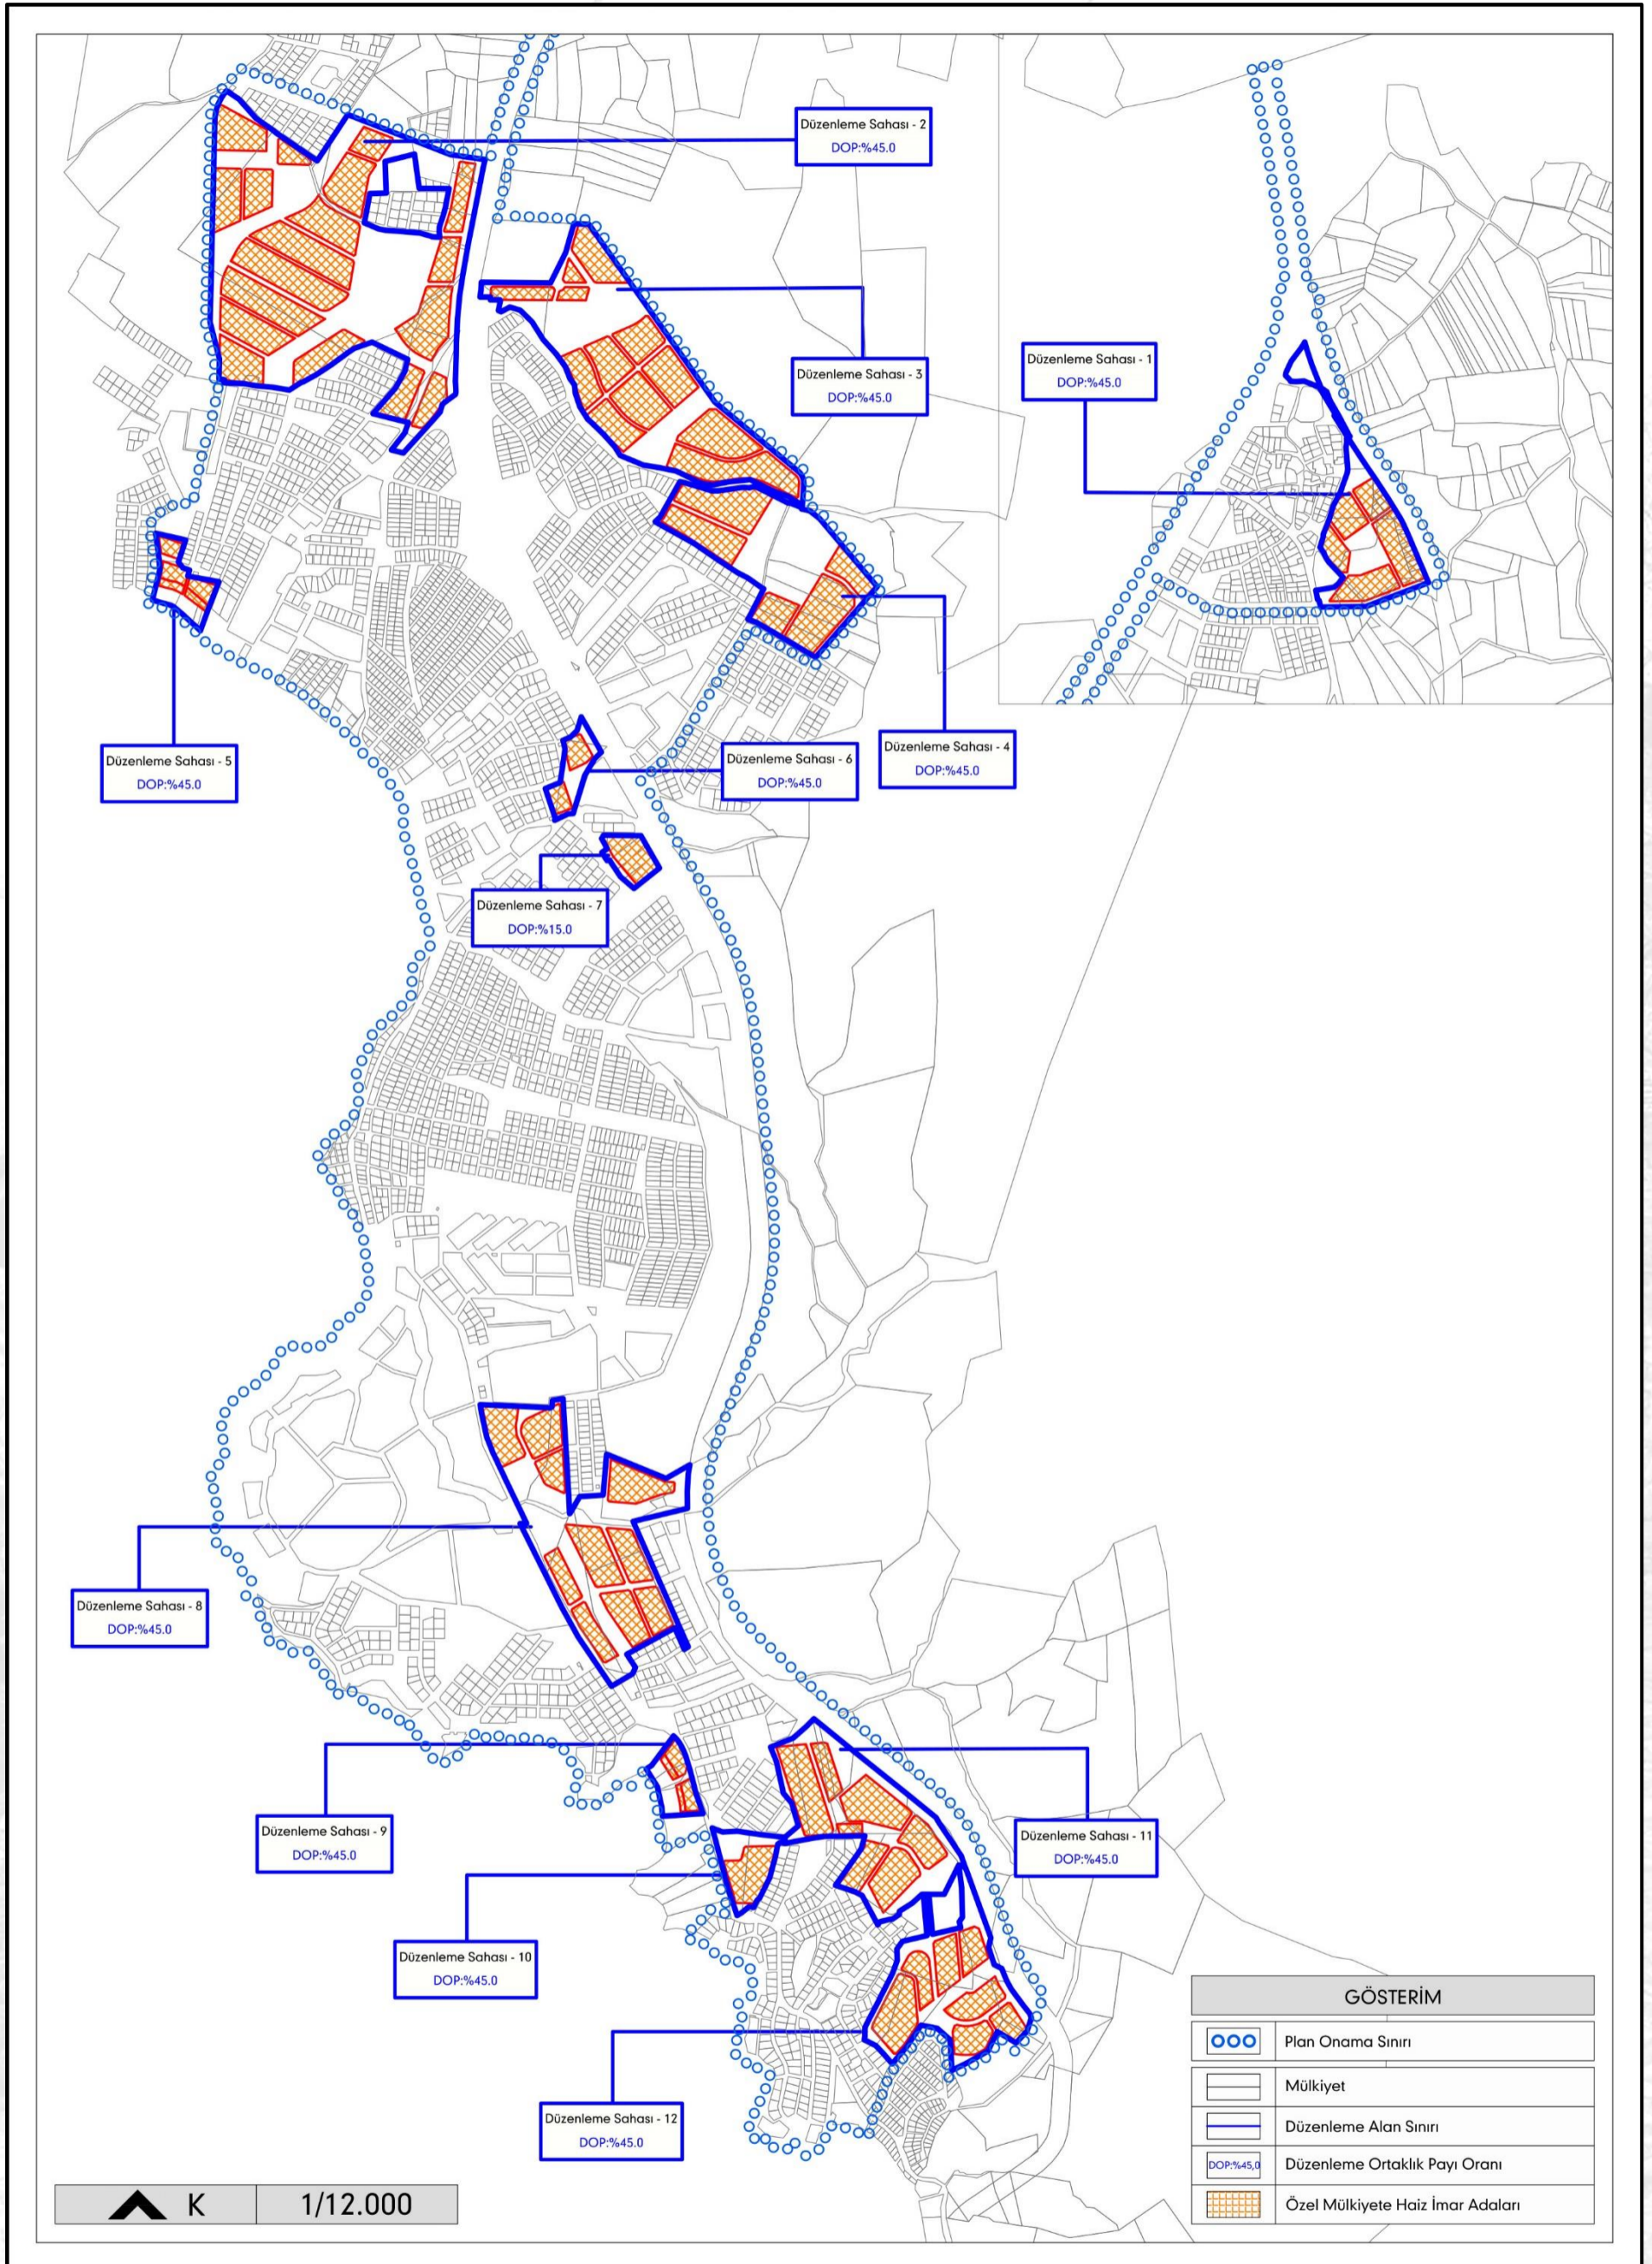 Düzenleme Sahası - 2
DOP:%45.0
Düzenleme Sahası - 3
DOP:%45.0
Düzenleme Sahası - 1
DOP:%45.0
Düzenleme Sahası - 5
DOP:%45.0
Düzenleme Sahası - 6
DOP:%45.0
Düzenleme Sahası - 4
DOP:%45.0
Düzenleme Sahası - 7
DOP:%15.0
Düzenleme Sahası - 8
DOP:%45.0
Düzenleme Sahası - 9
DOP:%45.0
Düzenleme Sahası - 11
DOP:%45.0
Düzenleme Sahası - 10
DOP:%45.0
Düzenleme Sahası - 12
DOP:%45.0
GÖSTERİM
Plan Onama Sınırı
Mülkiyet
Düzenleme Alan Sınırı
DOP:%45,0 Düzenleme Ortaklık Payı Oranı
Özel Mülkiyete Haiz İmar Adaları
K 1/12.000